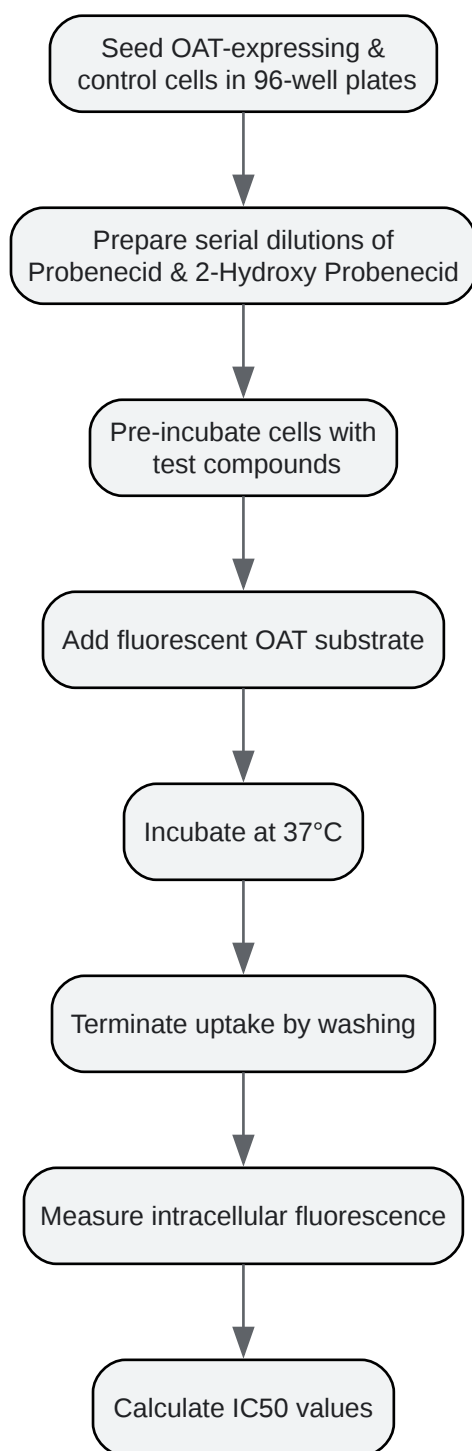 Seed OAT-expressing &
control cells in 96-well plates
Prepare serial dilutions of
Probenecid & 2-Hydroxy Probenecid
Pre-incubate cells with
test compounds
Add fluorescent OAT substrate
Incubate at 37°C
Terminate uptake by washing
Measure intracellular fluorescence
Calculate IC50 values